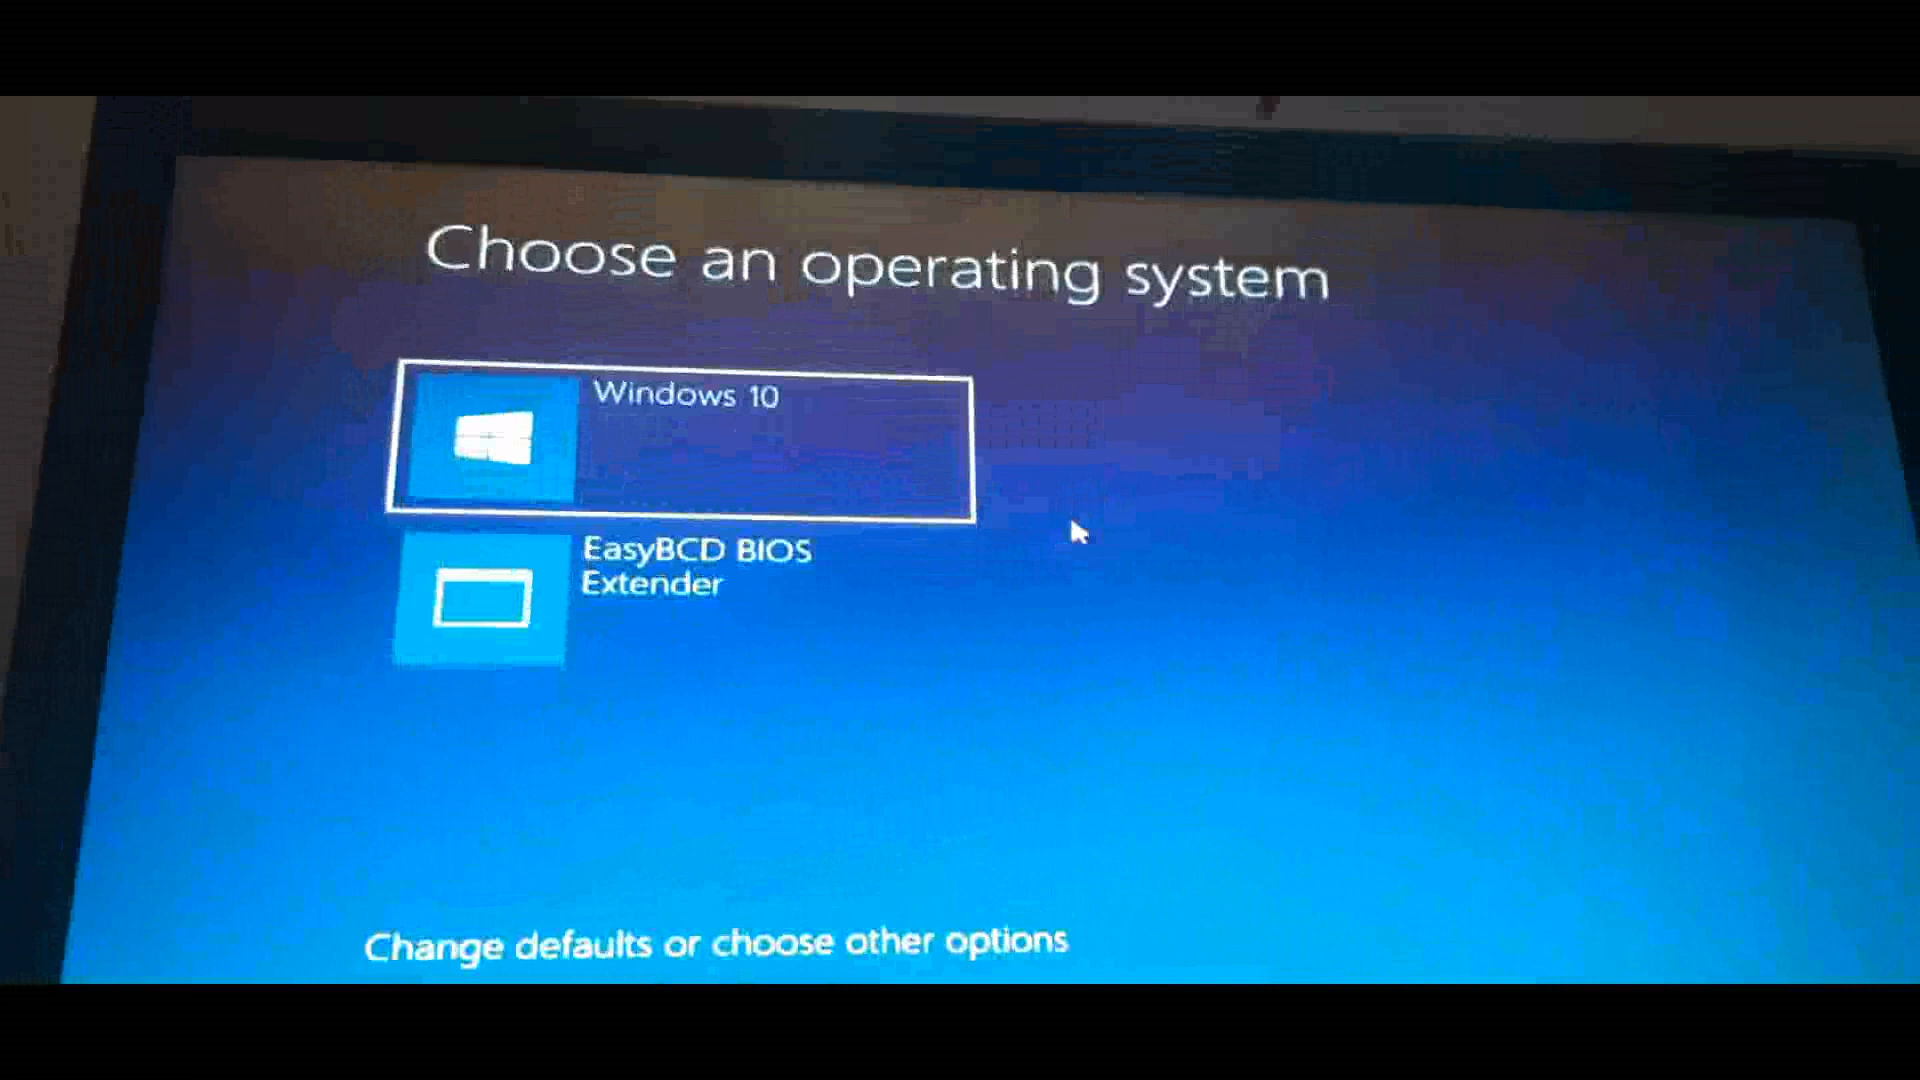 Choose an operating system
Windows 10
EasyBCD BIOS
Extender
Change defaults or choose other options